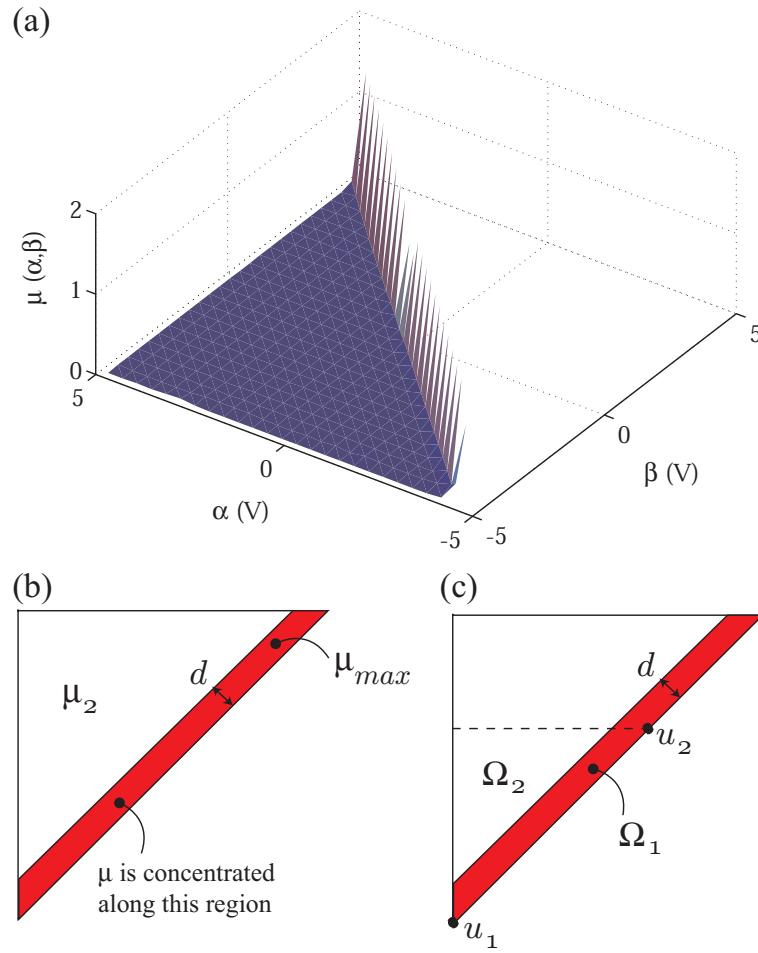 (a)
2
1
0
μ (α,β)
5
0
-5
α (V)
-5
0
5
β (V)
(b)
μ₂
d
μₘₐₓ
μ is concentrated
along this region
(c)
d
u₂
Ω₂
Ω₁
u₁